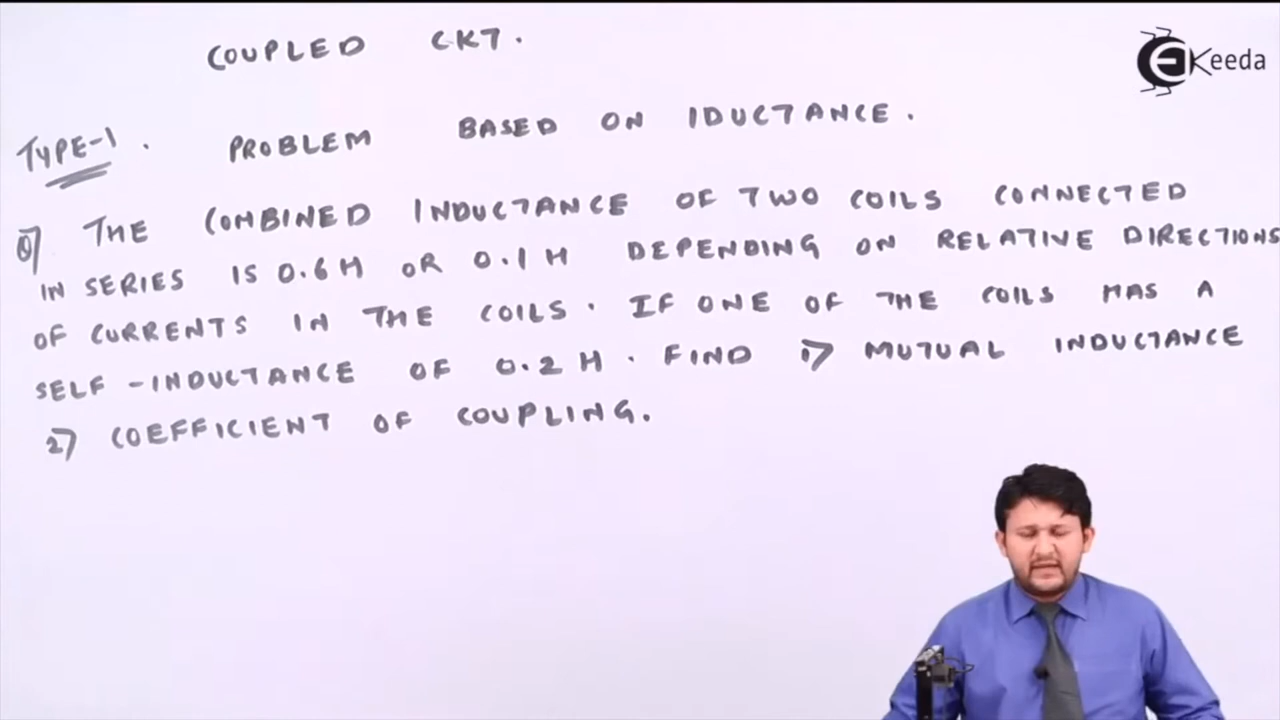 COUPLED CKT.
EKeeda
TYPE-1. PROBLEM BASED ON IDUCTANCE.
Q) THE COMBINED INDUCTANCE OF TWO COILS CONNECTED
IN SERIES IS 0.6H OR 0.1H DEPENDING ON RELATIVE DIRECTIONS
OF CURRENTS IN THE COILS. IF ONE OF THE COILS HAS A
SELF-INDUCTANCE OF 0.2 H. FIND 1) MUTUAL INDUCTANCE
2) COEFFICIENT OF COUPLING.